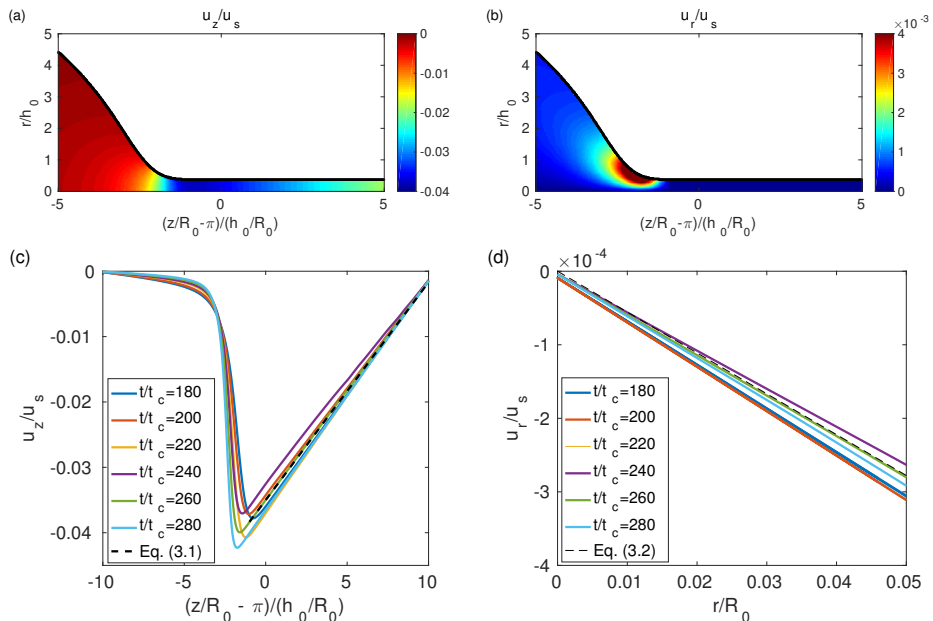 (a)
u_z/u_s
5
4
3
2
1
0
r/h_0
-5
0
5
(z/R_0-π)/(h_0/R_0)
0
-0.01
-0.02
-0.03
-0.04
(b)
u_r/u_s
5
4
3
2
1
0
r/h_0
-5
0
5
(z/R_0-π)/(h_0/R_0)
×10^-3
4
3
2
1
0
(c)
0
-0.01
-0.02
-0.03
-0.04
u_z/u_s
t/t_c=180
t/t_c=200
t/t_c=220
t/t_c=240
t/t_c=260
t/t_c=280
Eq. (3.1)
-10
-5
0
5
10
(z/R_0 - π)/(h_0/R_0)
(d)
×10^-4
0
-1
-2
-3
-4
u_r/u_s
t/t_c=180
t/t_c=200
t/t_c=220
t/t_c=240
t/t_c=260
t/t_c=280
Eq. (3.2)
0
0.01
0.02
0.03
0.04
0.05
r/R_0